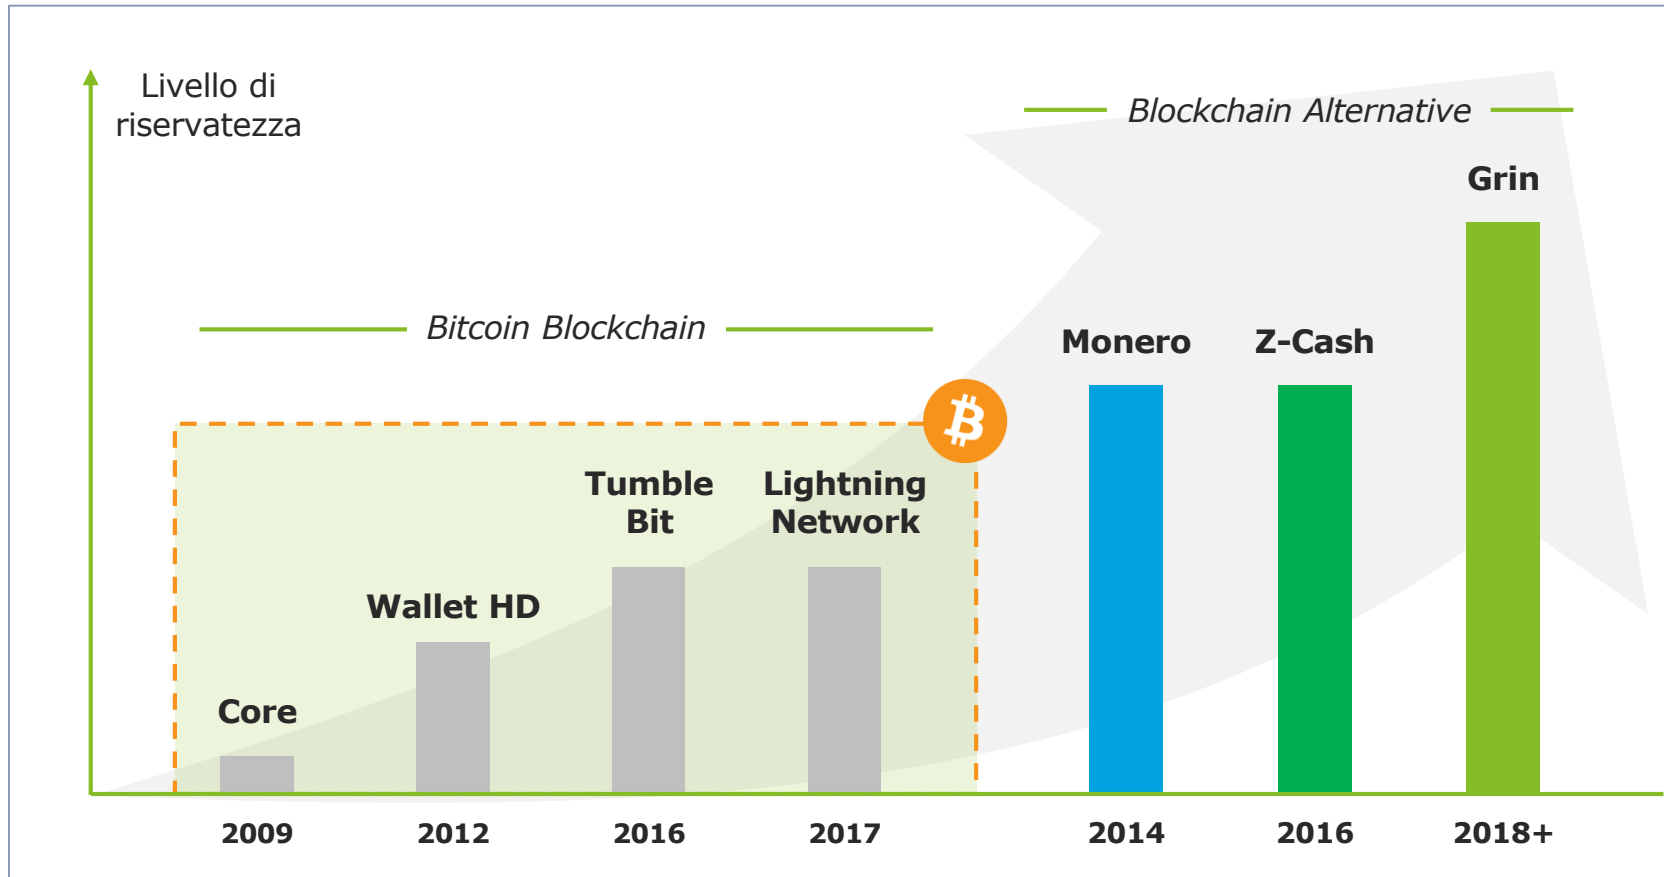 Livello di
riservatezza
Blockchain Alternative
Grin
Bitcoin Blockchain
Monero
Z-Cash
Tumble
Bit
Lightning
Network
Wallet HD
Core
2009
2012
2016
2017
2014
2016
2018+